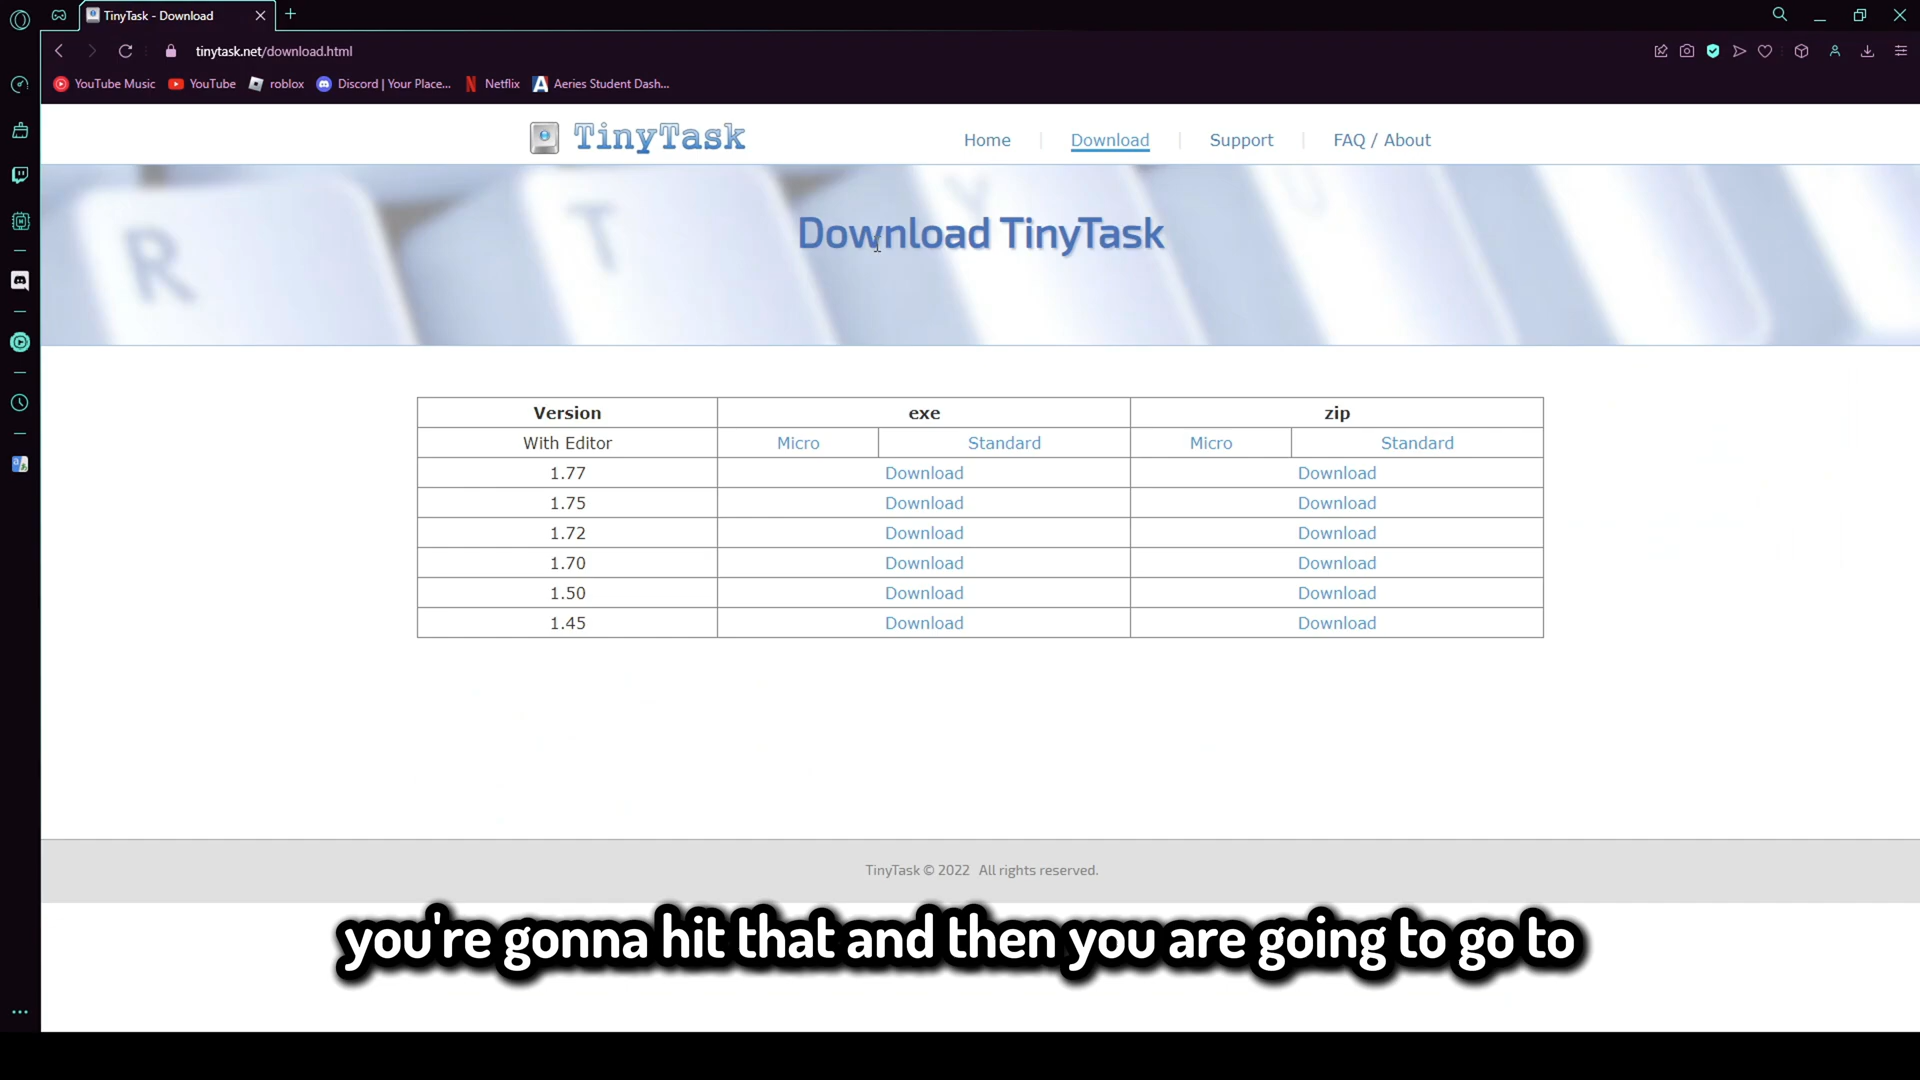 TinyTask - Download
tinytask.net/download.html
YouTube Music
YouTube
roblox
Discord | Your Place...
Netflix
Aeries Student Dash...
TinyTask
Home
Download
Support
FAQ / About
R T Y U
Download TinyTask
Version exe zip
With Editor Micro Standard Micro Standard
1.77 Download Download
1.75 Download Download
1.72 Download Download
1.70 Download Download
1.50 Download Download
1.45 Download Download
TinyTask © 2022 All rights reserved.
you're gonna hit that and then you are going to go to